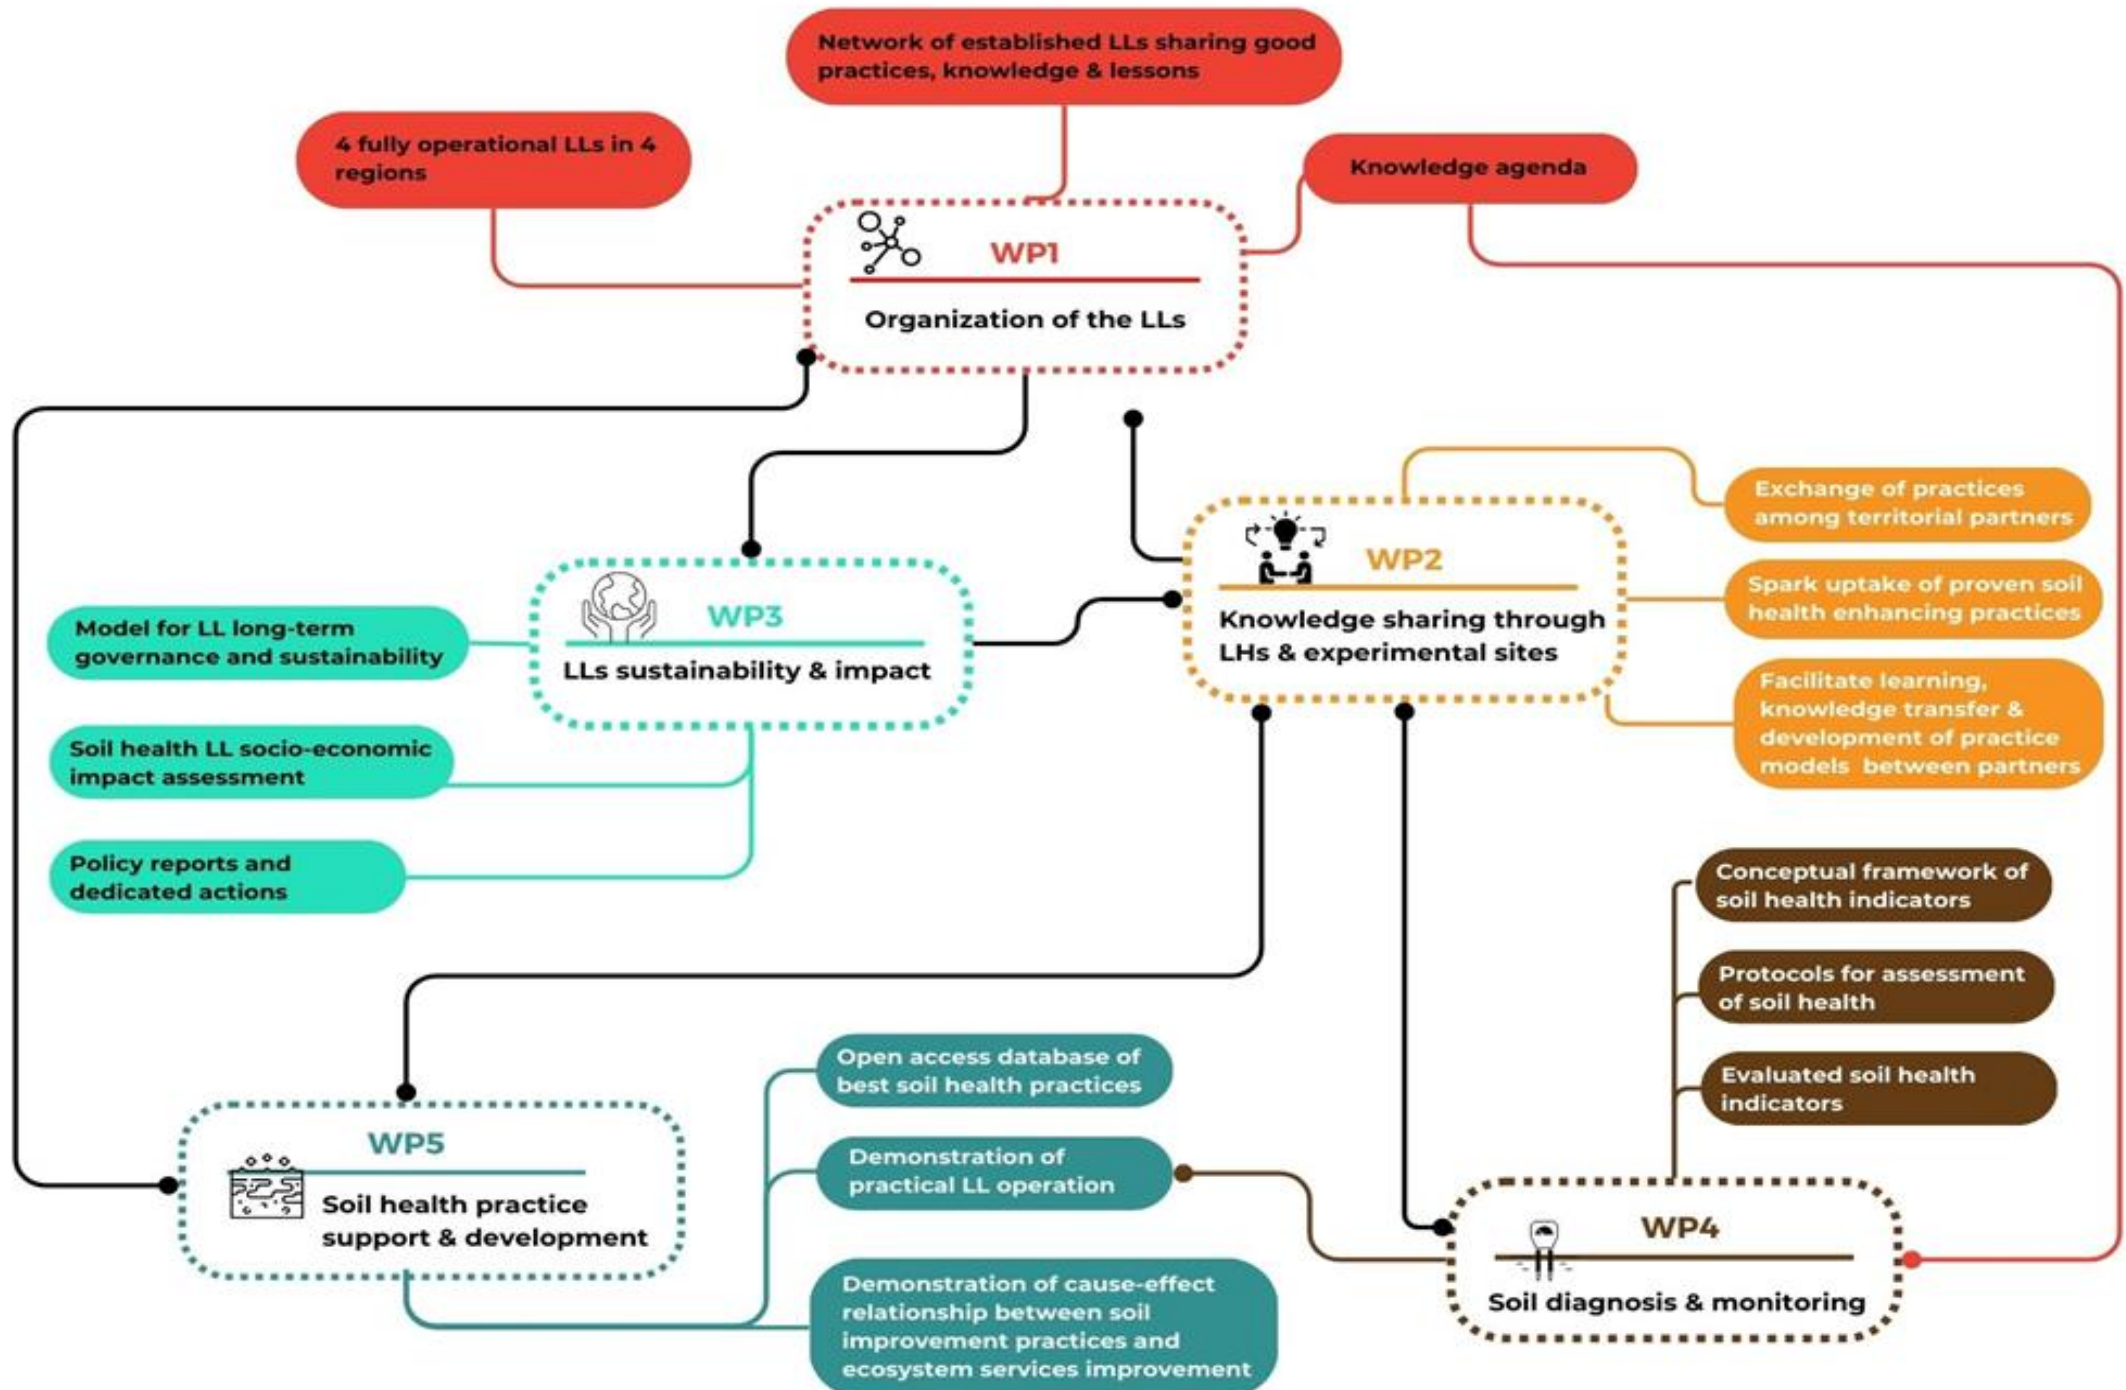 Network of established LLs sharing good
practices, knowledge & lessons
4 fully operational LLs in 4
regions
Knowledge agenda
WP1
Organization of the LLs
Exchange of practices
among territorial partners
WP2
Spark uptake of proven soil
health enhancing practices
Knowledge sharing through
LHs & experimental sites
Facilitate learning,
knowledge transfer &
development of practice
models between partners
WP3
LLs sustainability & impact
Model for LL long-term
governance and sustainability
Soil health LL socio-economic
impact assessment
Policy reports and
dedicated actions
Conceptual framework of
soil health indicators
Protocols for assessment
of soil health
Evaluated soil health
indicators
Open access database of
best soil health practices
WP5
Soil health practice
support & development
Demonstration of
practical LL operation
WP4
Soil diagnosis & monitoring
Demonstration of cause-effect
relationship between soil
improvement practices and
ecosystem services improvement